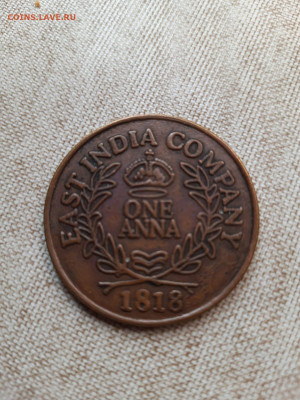 COINS.LAVE.RU
EAST INDIA COMPANY
ONE
ANNA
1818